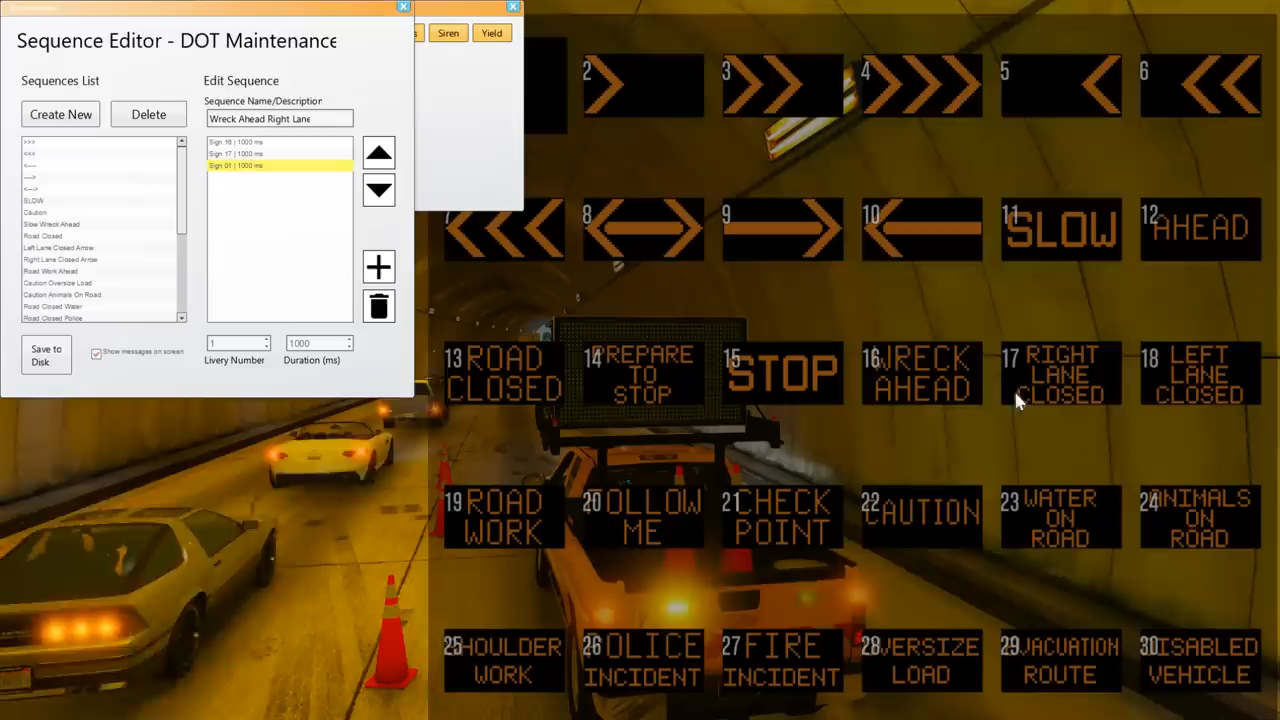 Sequence Editor - DOT Maintenance
Siren
Yield
Sequences List
Edit Sequence
Create New
Delete
Sequence Name/Description
Wreck Ahead Right Lane
>>>
<<<
<----
---->
<--->
SLOW
Caution
Slow Wreck Ahead
Road Closed
Left Lane Closed Arrow
Right Lane Closed Arrow
Road Work Ahead
Caution Oversize Load
Caution Animals On Road
Road Closed Water
Road Closed Police
Sign 16 | 1000 ms
Sign 17 | 1000 ms
Sign 01 | 1000 ms
Save to
Disk
Show messages on screen
1
1000
Livery Number
Duration (ms)
2
3
4
5
6
7
8
9
10
11 SLOW
12 AHEAD
13 ROAD
CLOSED
14 PREPARE
TO
STOP
15 STOP
16 WRECK
AHEAD
17 RIGHT
LANE
CLOSED
18 LEFT
LANE
CLOSED
19 ROAD
WORK
20 FOLLOW
ME
21 CHECK
POINT
22 CAUTION
23 WATER
ON
ROAD
24 ANIMALS
ON
ROAD
25 SHOULDER
WORK
26 POLICE
INCIDENT
27 FIRE
INCIDENT
28 OVERSIZE
LOAD
29 EVACUATION
ROUTE
30 DISABLED
VEHICLE